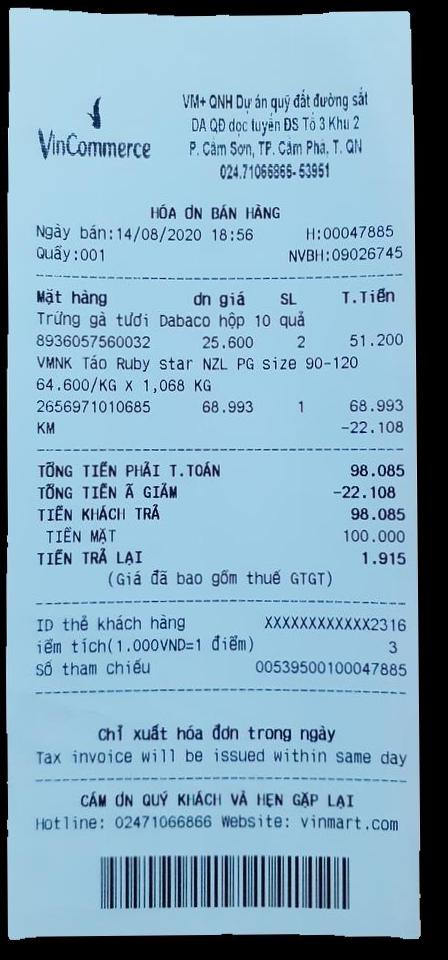 VinCommerce
VM+ QNH Dự án quỹ đất đường sắt
DA QĐ dọc tuyến ĐS Tổ 3 Khu 2
P. Cẩm Sơn, TP. Cẩm Phả, T. QN
024.71066866-53951
HÓA ƠN BÁN HÀNG
Ngày bán:14/08/2020 18:56 H:00047885
Quầy:001 NVBH:09026745
Mặt hàng ơn giá SL T.Tiền
Trứng gà tươi Dabaco hộp 10 quả
8936057560032 25.600 2 51.200
VMNK Táo Ruby star NZL PG size 90-120
64.600/KG X 1,068 KG
2656971010685 68.993 1 68.993
KM -22.108
TỔNG TIỀN PHẢI T.TOÁN 98.085
TỔNG TIỀN Ã GIẢM -22.108
TIỀN KHÁCH TRẢ 98.085
TIỀN MẶT 100.000
TIỀN TRẢ LẠI 1.915
(Giá đã bao gồm thuế GTGT)
ID thẻ khách hàng XXXXXXXXXXXX2316
iểm tích(1.000VND=1 điểm) 3
Số tham chiếu 00539500100047885
Chỉ xuất hóa đơn trong ngày
Tax invoice will be issued within same day
CÁM ƠN QUÝ KHÁCH VÀ HẸN GẶP LẠI
Hotline: 02471066866 Website: vinmart.com